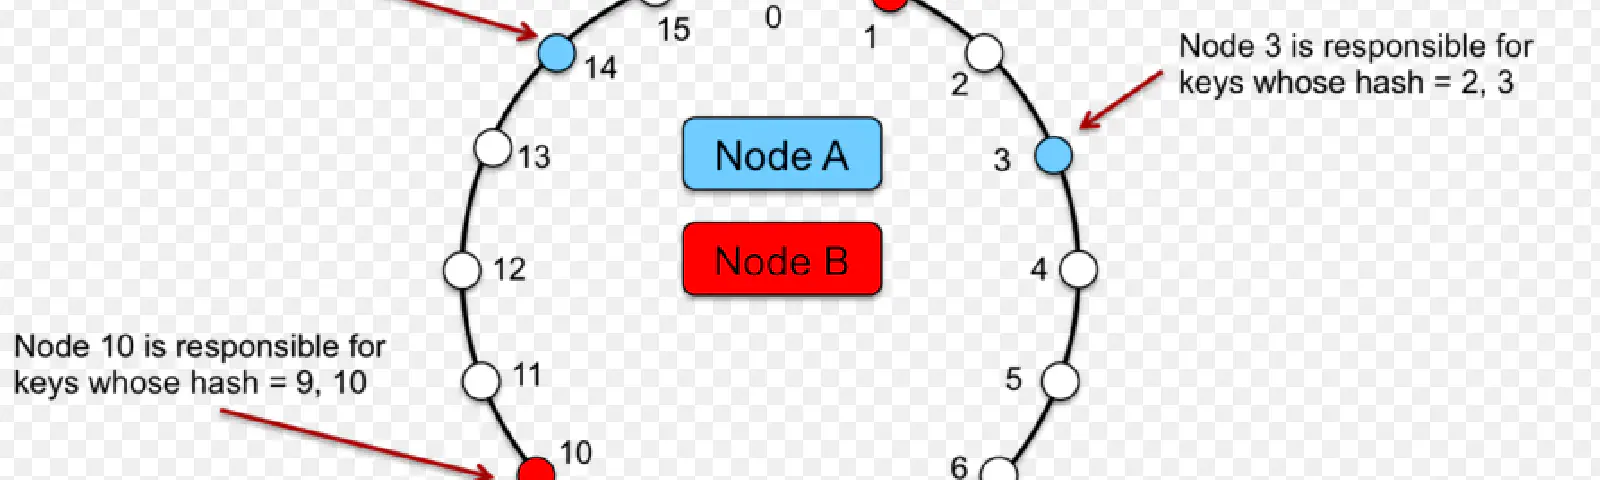 15
0
1
14
2
Node 3 is responsible for
keys whose hash = 2, 3
13
Node A
3
12
Node B
4
Node 10 is responsible for
keys whose hash = 9, 10
11
5
10
6